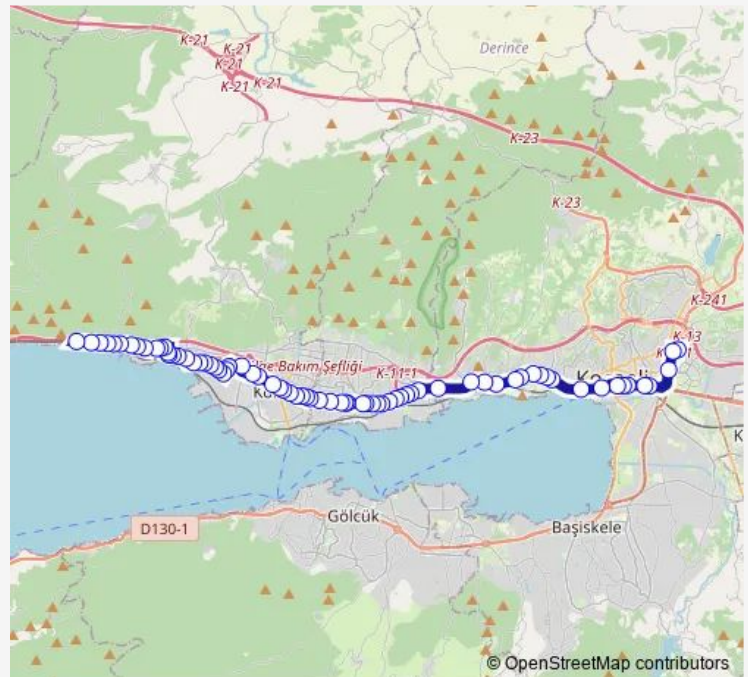 K-21
K-21
K-21
K-21
K-21
Derince
K-23
K-23
K-241
K-13
Bakım Şefliği
K-11-1
Gölcük
D130-1
Başiskele
K
© OpenStreetMap contributors